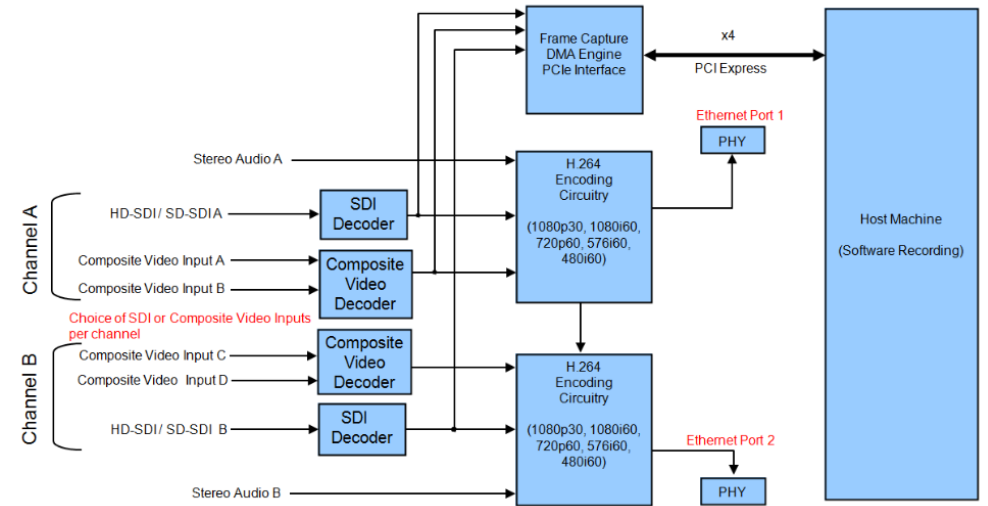 Frame Capture
DMA Engine
PCIe Interface
x4
PCI Express
Host Machine
(Software Recording)
Ethernet Port 1
PHY
Stereo Audio A
H.264
Encoding
Circuitry
(1080p30, 1080i60,
720p60, 576i60,
480i60)
Channel A
HD-SDI/ SD-SDI A
SDI
Decoder
Composite Video Input A
Composite Video Input B
Composite
Video
Decoder
Choice of SDI or Composite Video Inputs
per channel
Channel B
Composite Video Input C
Composite Video Input D
Composite
Video
Decoder
HD-SDI/ SD-SDI B
SDI
Decoder
Stereo Audio B
H.264
Encoding
Circuitry
(1080p30, 1080i60,
720p60, 576i60,
480i60)
Ethernet Port 2
PHY